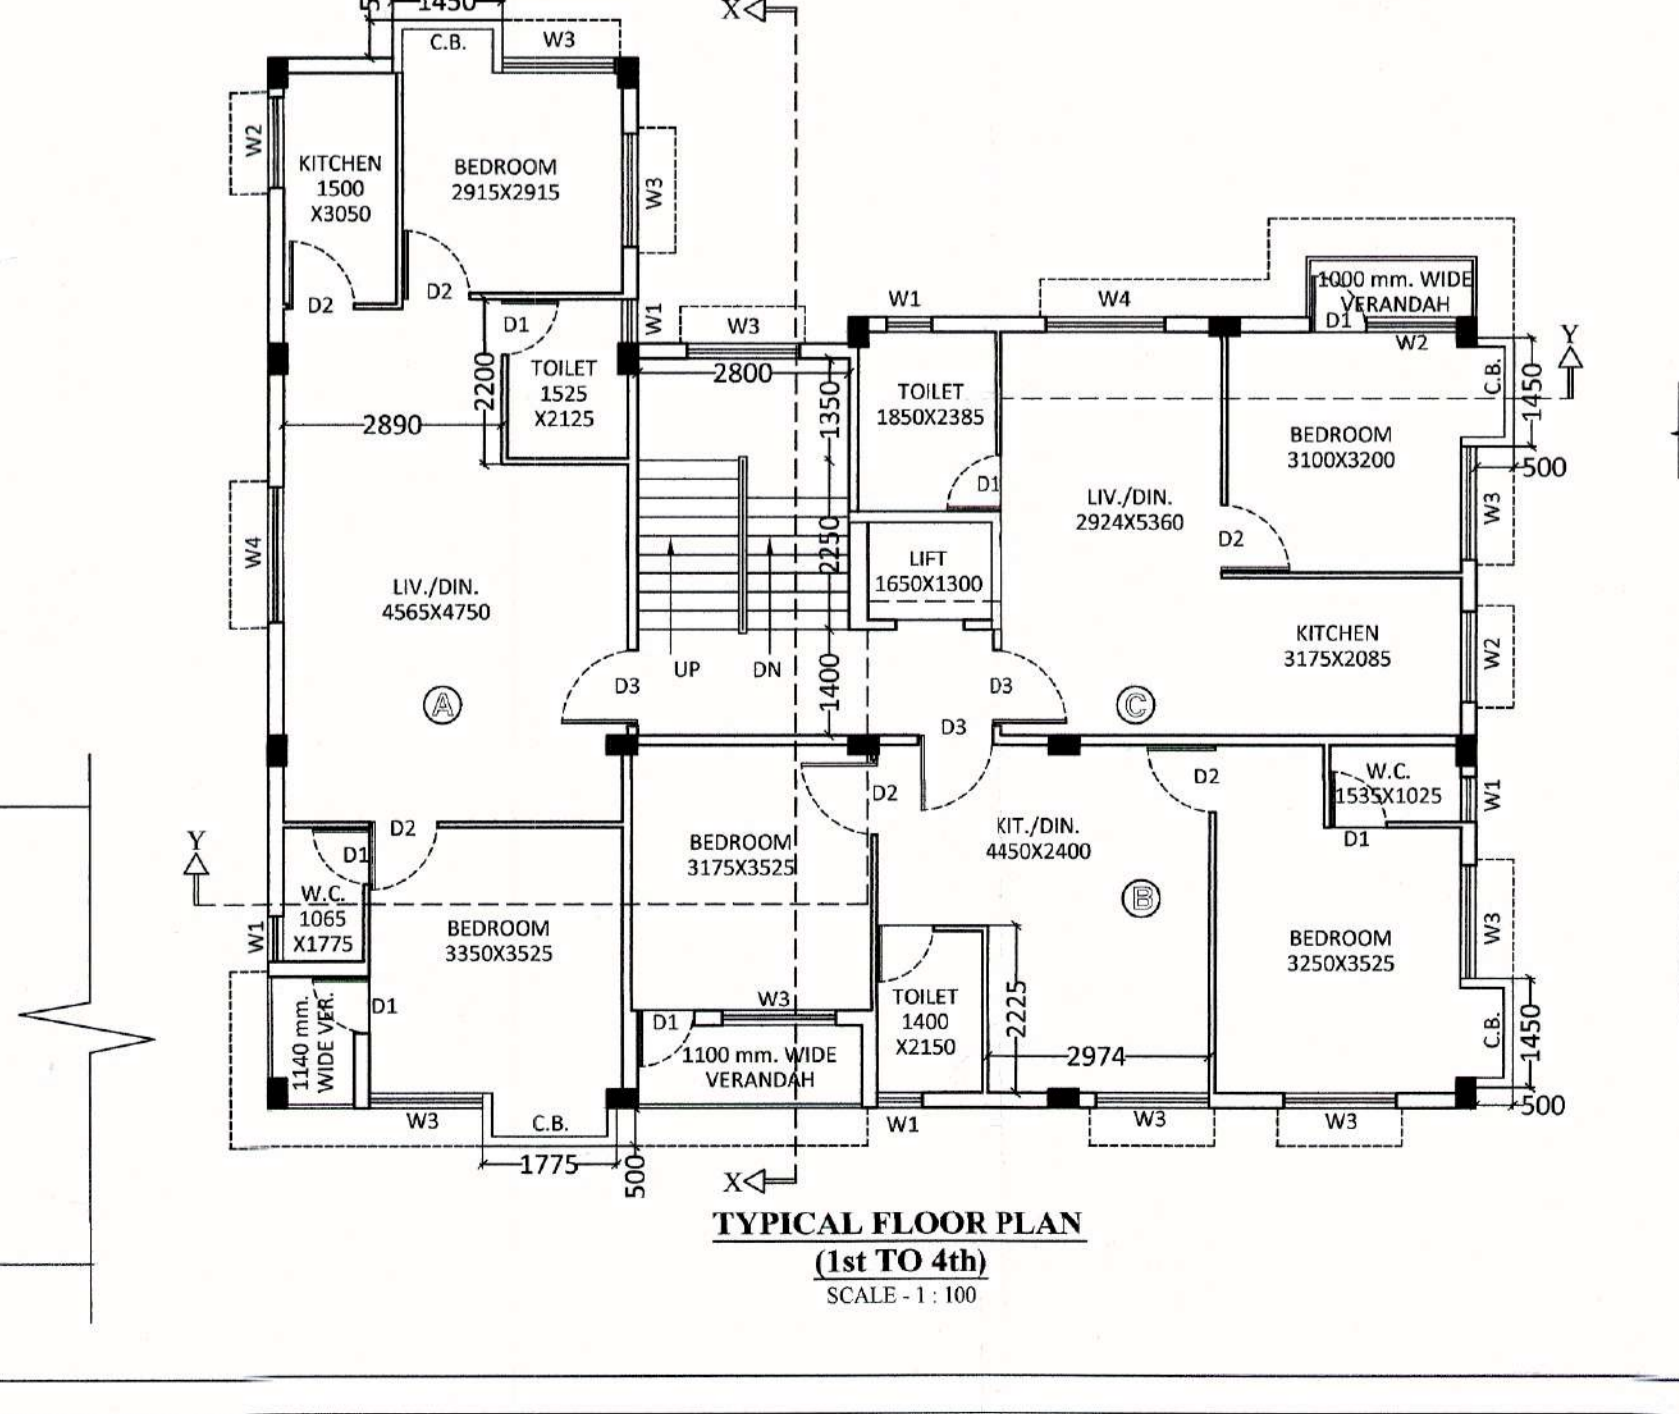 1450
X
C.B.
W3
W2
KITCHEN
1500
X3050
BEDROOM
2915X2915
W3
D2
D2
D1
W1
W3
TOILET
1525
X2125
2200
2890
2800
1350
W1
W4
1000 mm. WIDE
VERANDAH
D1
W2
Y
C.B.
1450
500
TOILET
1850X2385
D1
BEDROOM
3100X3200
LIV./DIN.
2924X5360
D2
W3
W4
LIV./DIN.
4565X4750
2250
LIFT
1650X1300
KITCHEN
3175X2085
W2
UP
DN
1400
D3
D3
D3
A
C
D2
D1
Y
W.C.
1065
X1775
W1
BEDROOM
3350X3525
BEDROOM
3175X3525
D2
KIT./DIN.
4450X2400
B
D2
W.C.
1535X1025
D1
W1
BEDROOM
3250X3525
W3
1140 mm.
WIDE VER.
D1
W3
D1
1100 mm. WIDE
VERANDAH
TOILET
1400
X2150
2225
2974
C.B.
1450
500
W3
C.B.
1775
500
W1
W3
W3
X
TYPICAL FLOOR PLAN
(1st TO 4th)
SCALE - 1 : 100